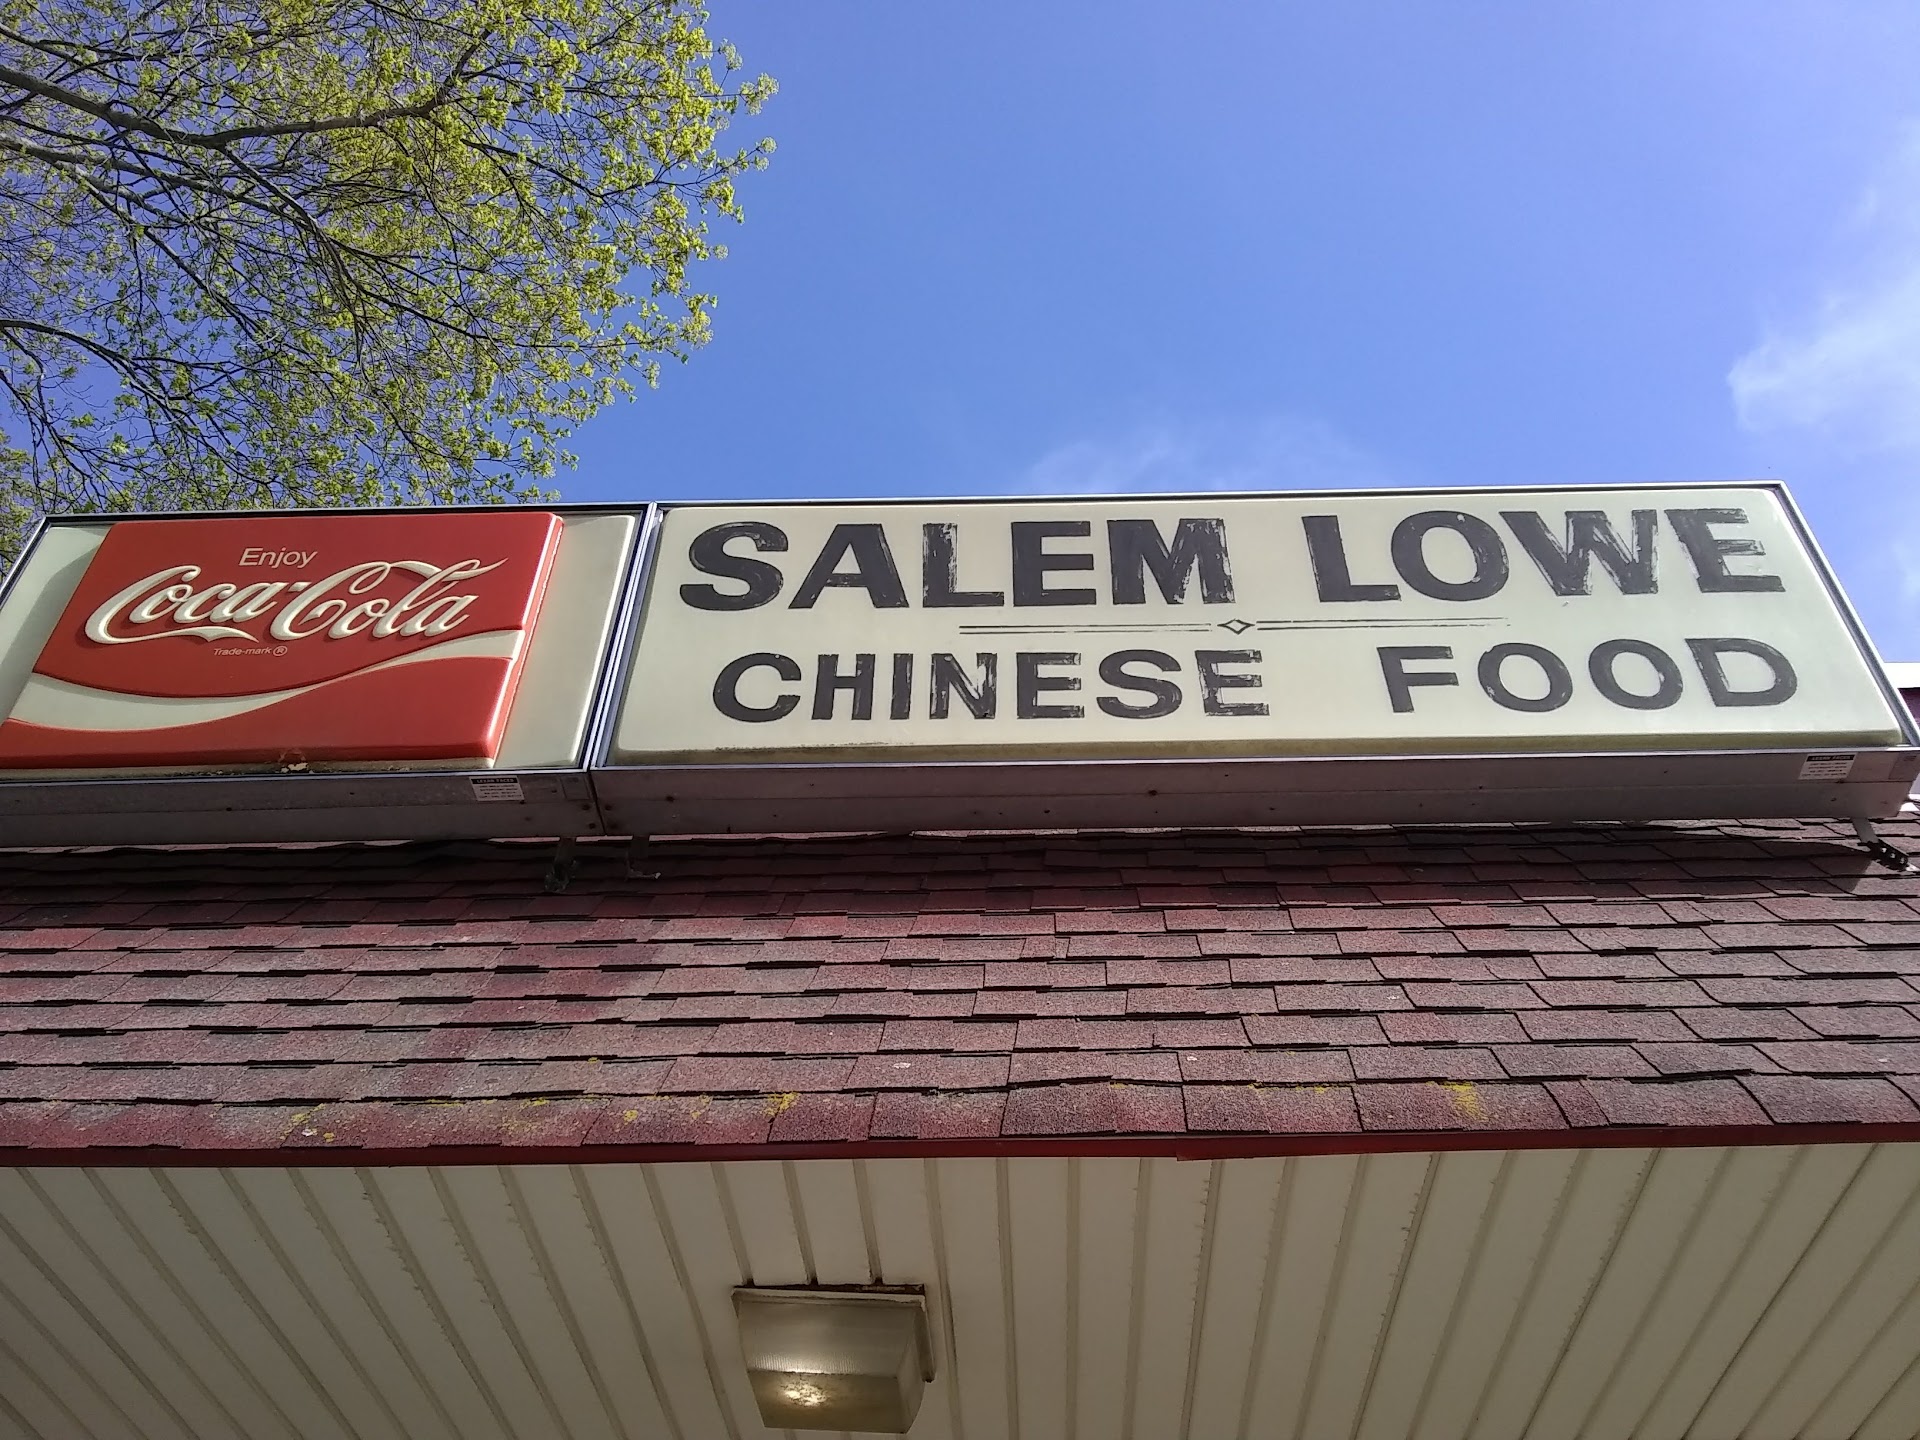 Enjoy
Coca-Cola
Trade-mark ®
SALEM LOWE
CHINESE FOOD